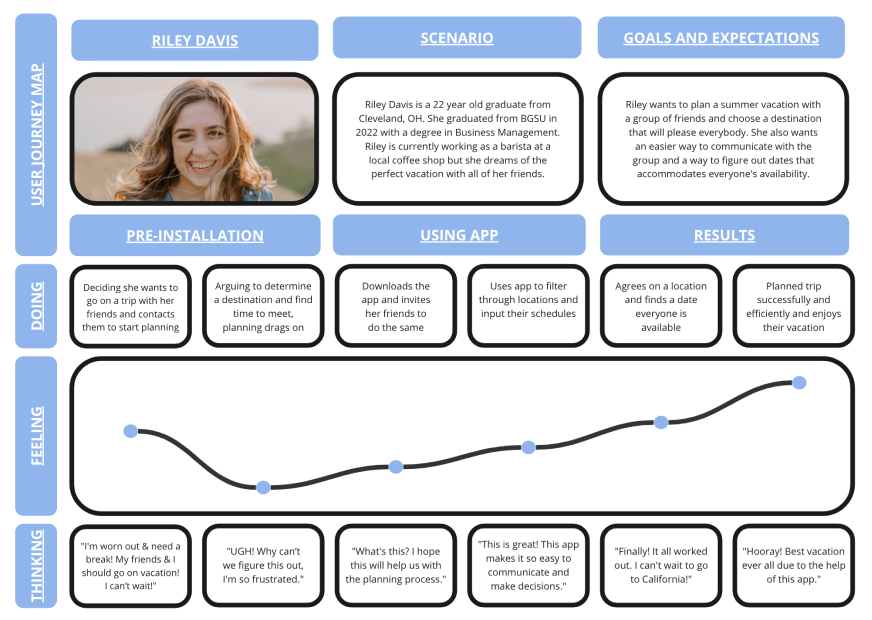 USER JOURNEY MAP
RILEY DAVIS
SCENARIO
GOALS AND EXPECTATIONS
Riley Davis is a 22 year old graduate from
Cleveland, OH. She graduated from BGSU in
2022 with a degree in Business Management.
Riley is currently working as a barista at a
local coffee shop but she dreams of the
perfect vacation with all of her friends.
Riley wants to plan a summer vacation with
a group of friends and choose a destination
that will please everybody. She also wants
an easier way to communicate with the
group and a way to figure out dates that
accommodates everyone's availability.
PRE-INSTALLATION
USING APP
RESULTS
DOING
Deciding she wants to
go on a trip with her
friends and contacts
them to start planning
Arguing to determine
a destination and find
time to meet,
planning drags on
Downloads the
app and invites
her friends to
do the same
Uses app to filter
through locations and
input their schedules
Agrees on a location
and finds a date
everyone is
available
Planned trip
successfully and
efficiently and enjoys
their vacation
FEELING
THINKING
"I'm worn out & need a
break! My friends & I
should go on vacation!
I can't wait!"
"UGH! Why can't
we figure this out,
I'm so frustrated."
"What's this? I hope
this will help us with
the planning process."
"This is great! This app
makes it so easy to
communicate and
make decisions."
"Finally! It all worked
out. I can't wait to go
to California!"
"Hooray! Best vacation
ever all due to the help
of this app."